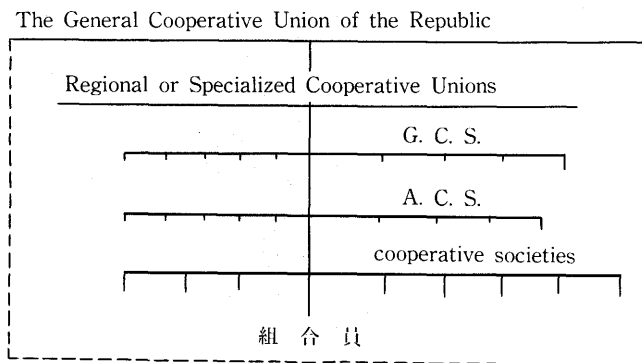 The General Cooperative Union of the Republic
Regional or Specialized Cooperative Unions
G. C. S.
A. C. S.
cooperative societies
組 合 員